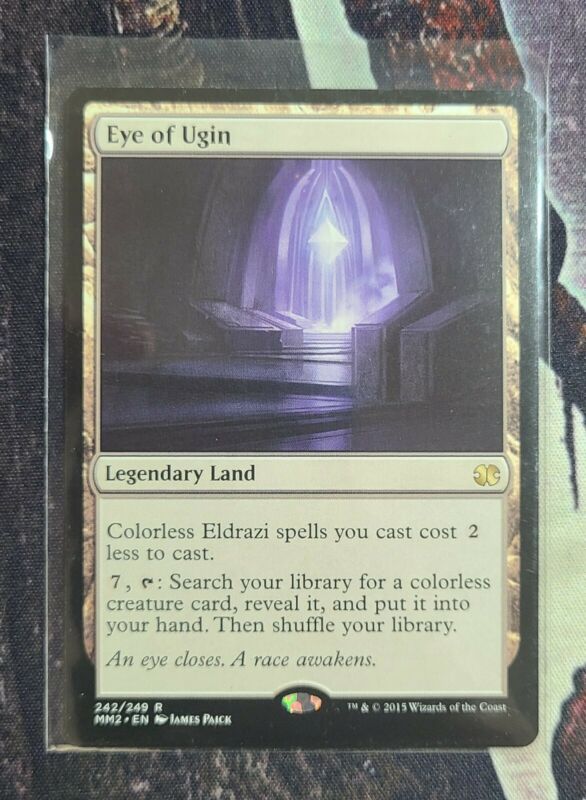 Eye of Ugin
Legendary Land
Colorless Eldrazi spells you cast cost 2
less to cast.
7, : Search your library for a colorless
creature card, reveal it, and put it into
your hand. Then shuffle your library.
An eye closes. A race awakens.
242/249 R
MM2 • EN James Paick
™ & © 2015 Wizards of the Coast